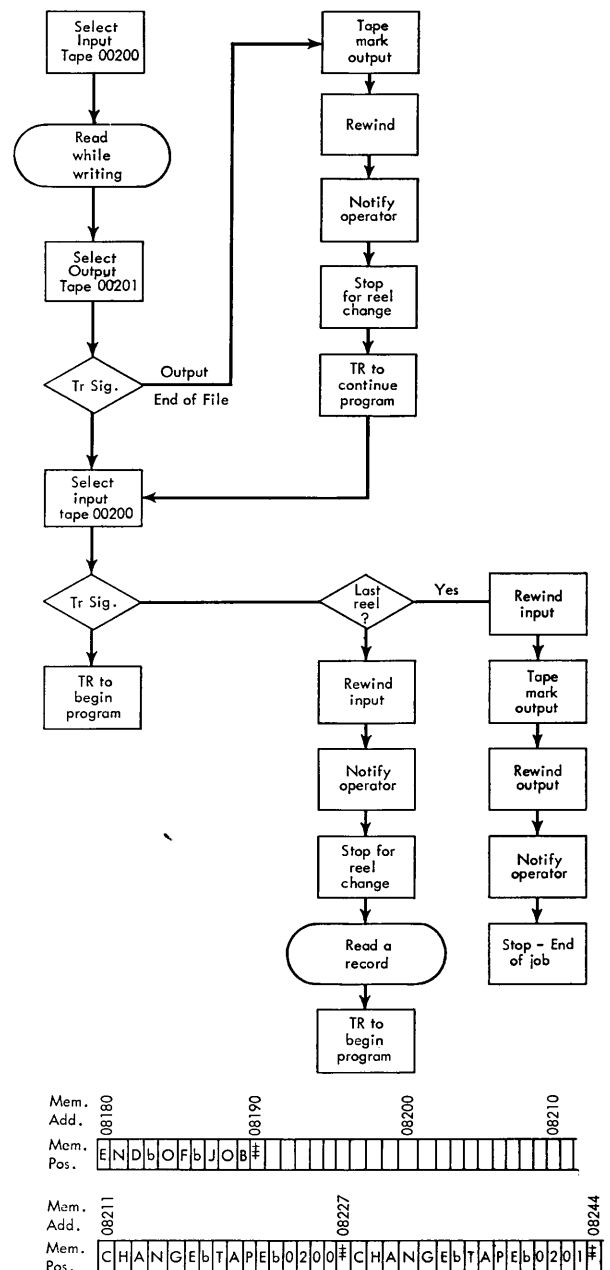 Select
Input
Tape 00200
Read
while
writing
Select
Output
Tape 00201
Tr Sig.
Output
End of File
Tape
mark
output
Rewind
Notify
operator
Stop
for reel
change
TR to
continue
program
Select
input
tape 00200
Tr Sig.
TR to
begin
program
Last
reel
?
Yes
Rewind
input
Notify
operator
Stop for
reel
change
Read a
record
TR to
begin
program
Rewind
input
Tape
mark
output
Rewind
output
Notify
operator
Stop - End
of job
Mem.
Add.
08180
08190
08200
08210
Mem.
Pos.
ENDbOFbJOB‡
Mem.
Add.
08211
08227
08244
Mem.
Pos.
CHANGEbTAPEb0200‡CHANGEbTAPEb0201‡